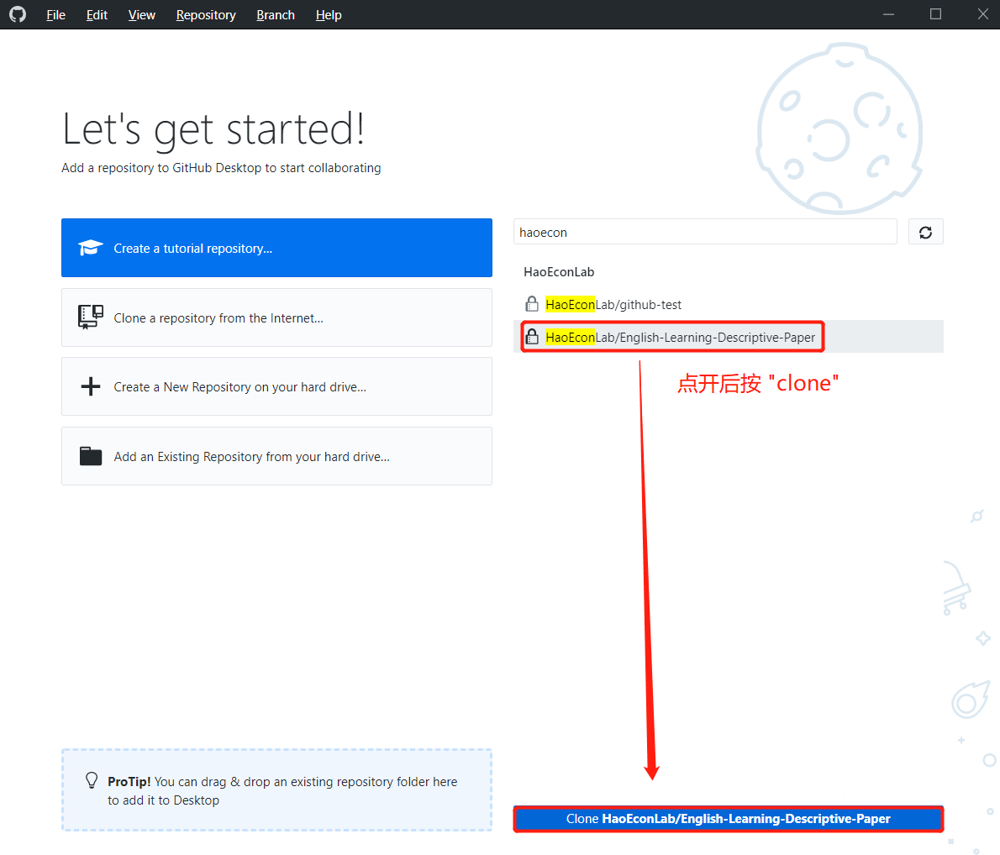 File Edit View Repository Branch Help
Let's get started!
Add a repository to GitHub Desktop to start collaborating
Create a tutorial repository...
Clone a repository from the Internet...
Create a New Repository on your hard drive...
Add an Existing Repository from your hard drive...
ProTip! You can drag & drop an existing repository folder here
to add it to Desktop
haoecon
HaoEconLab
HaoEconLab/github-test
HaoEconLab/English-Learning-Descriptive-Paper
点开后按 "clone"
Clone HaoEconLab/English-Learning-Descriptive-Paper